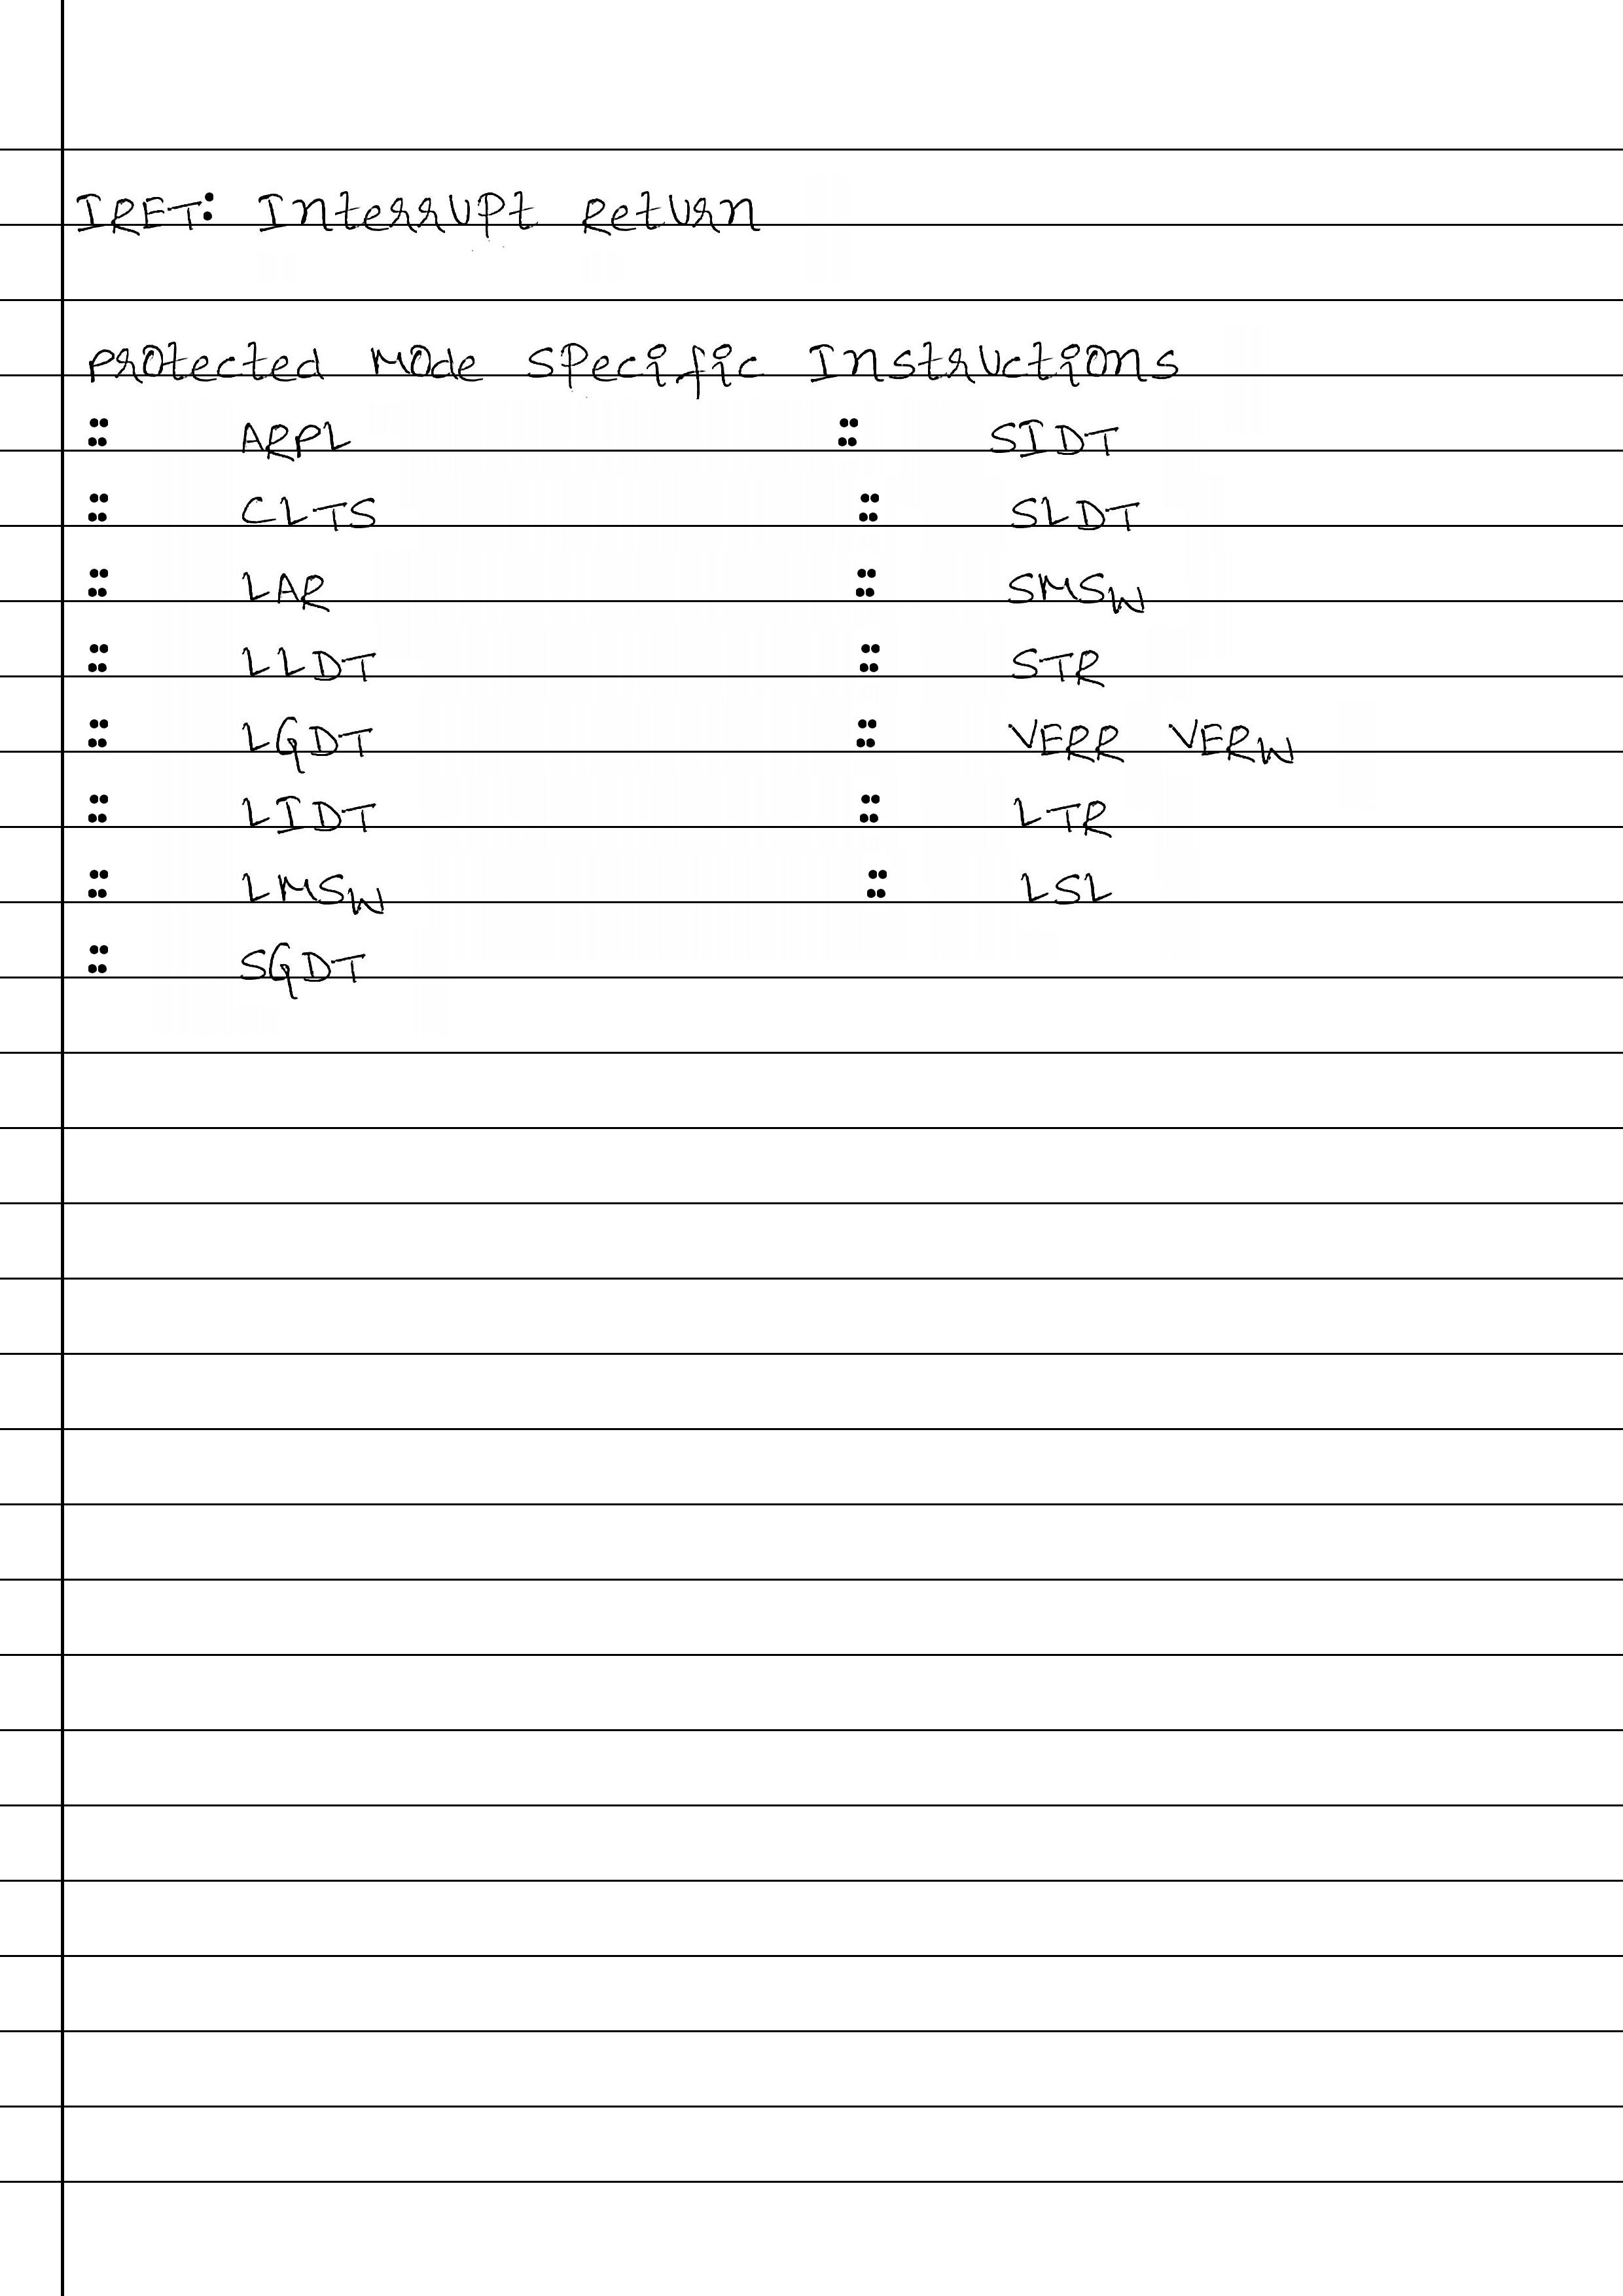 IRET: Interrupt Return
Protected Mode Specific Instructions
:: ARPL :: SIDT
:: CLTS :: SLDT
:: LAR :: SMSW
:: LLDT :: STR
:: LGDT :: VERR VERW
:: LIDT :: LTR
:: LMSW :: LSL
:: SGDT